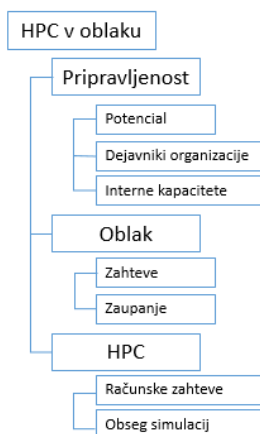 HPC v oblaku
Pripravljenost
Potencial
Dejavniki organizacije
Interne kapacitete
Oblak
Zahteve
Zaupanje
HPC
Računske zahteve
Obseg simulacij